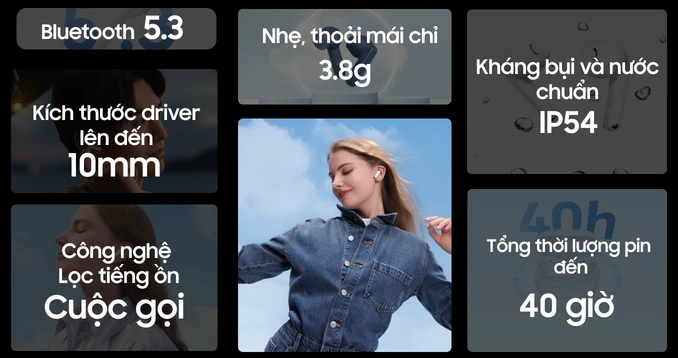 Bluetooth 5.3
Kích thước driver
lên đến
10mm
Công nghệ
Lọc tiếng ồn
Cuộc gọi
Nhẹ, thoải mái chỉ
3.8g
Kháng bụi và nước
chuẩn
IP54
40h
Tổng thời lượng pin
đến
40 giờ